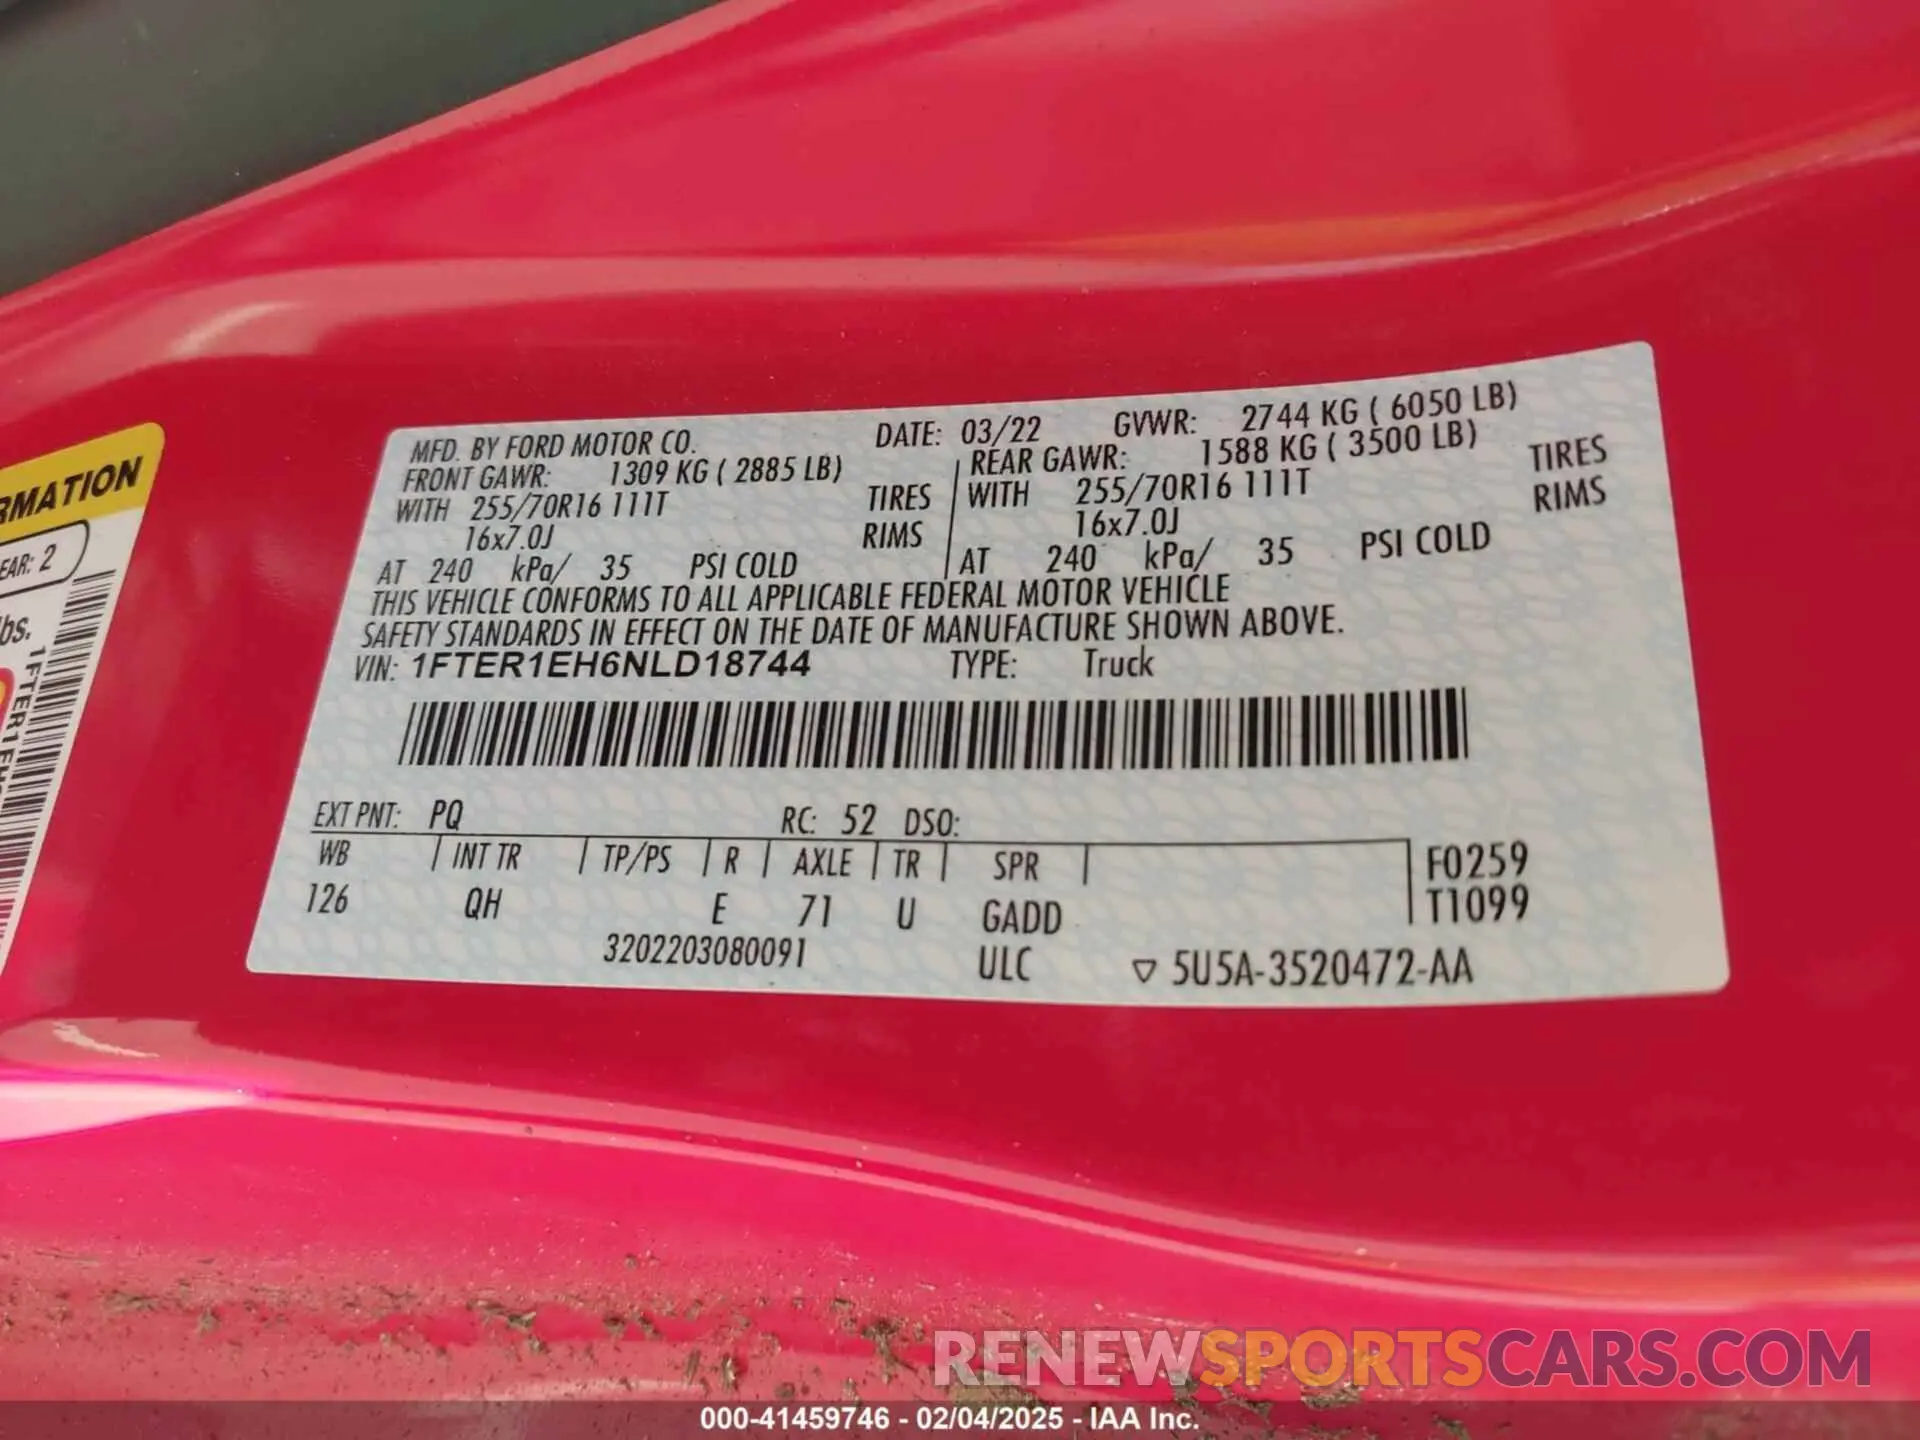 MFD. BY FORD MOTOR CO. DATE: 03/22 GVWR: 2744 KG ( 6050 LB)
FRONT GAWR: 1309 KG ( 2885 LB) REAR GAWR: 1588 KG ( 3500 LB)
WITH 255/70R16 111T TIRES WITH 255/70R16 111T TIRES
16x7.0J RIMS 16x7.0J RIMS
AT 240 kPa/ 35 PSI COLD AT 240 kPa/ 35 PSI COLD
THIS VEHICLE CONFORMS TO ALL APPLICABLE FEDERAL MOTOR VEHICLE
SAFETY STANDARDS IN EFFECT ON THE DATE OF MANUFACTURE SHOWN ABOVE.
VIN: 1FTER1EH6NLD18744 TYPE: Truck
EXT PNT: PQ RC: 52 DSO:
WB INT TR TP/PS R AXLE TR SPR F0259
126 QH E 71 U GADD T1099
3202203080091 ULC ▽ 5U5A-3520472-AA
RMATION
EAR: 2
lbs.
1FTER1EH
RENEWSPORTSCARS.COM
000-41459746 - 02/04/2025 - IAA Inc.